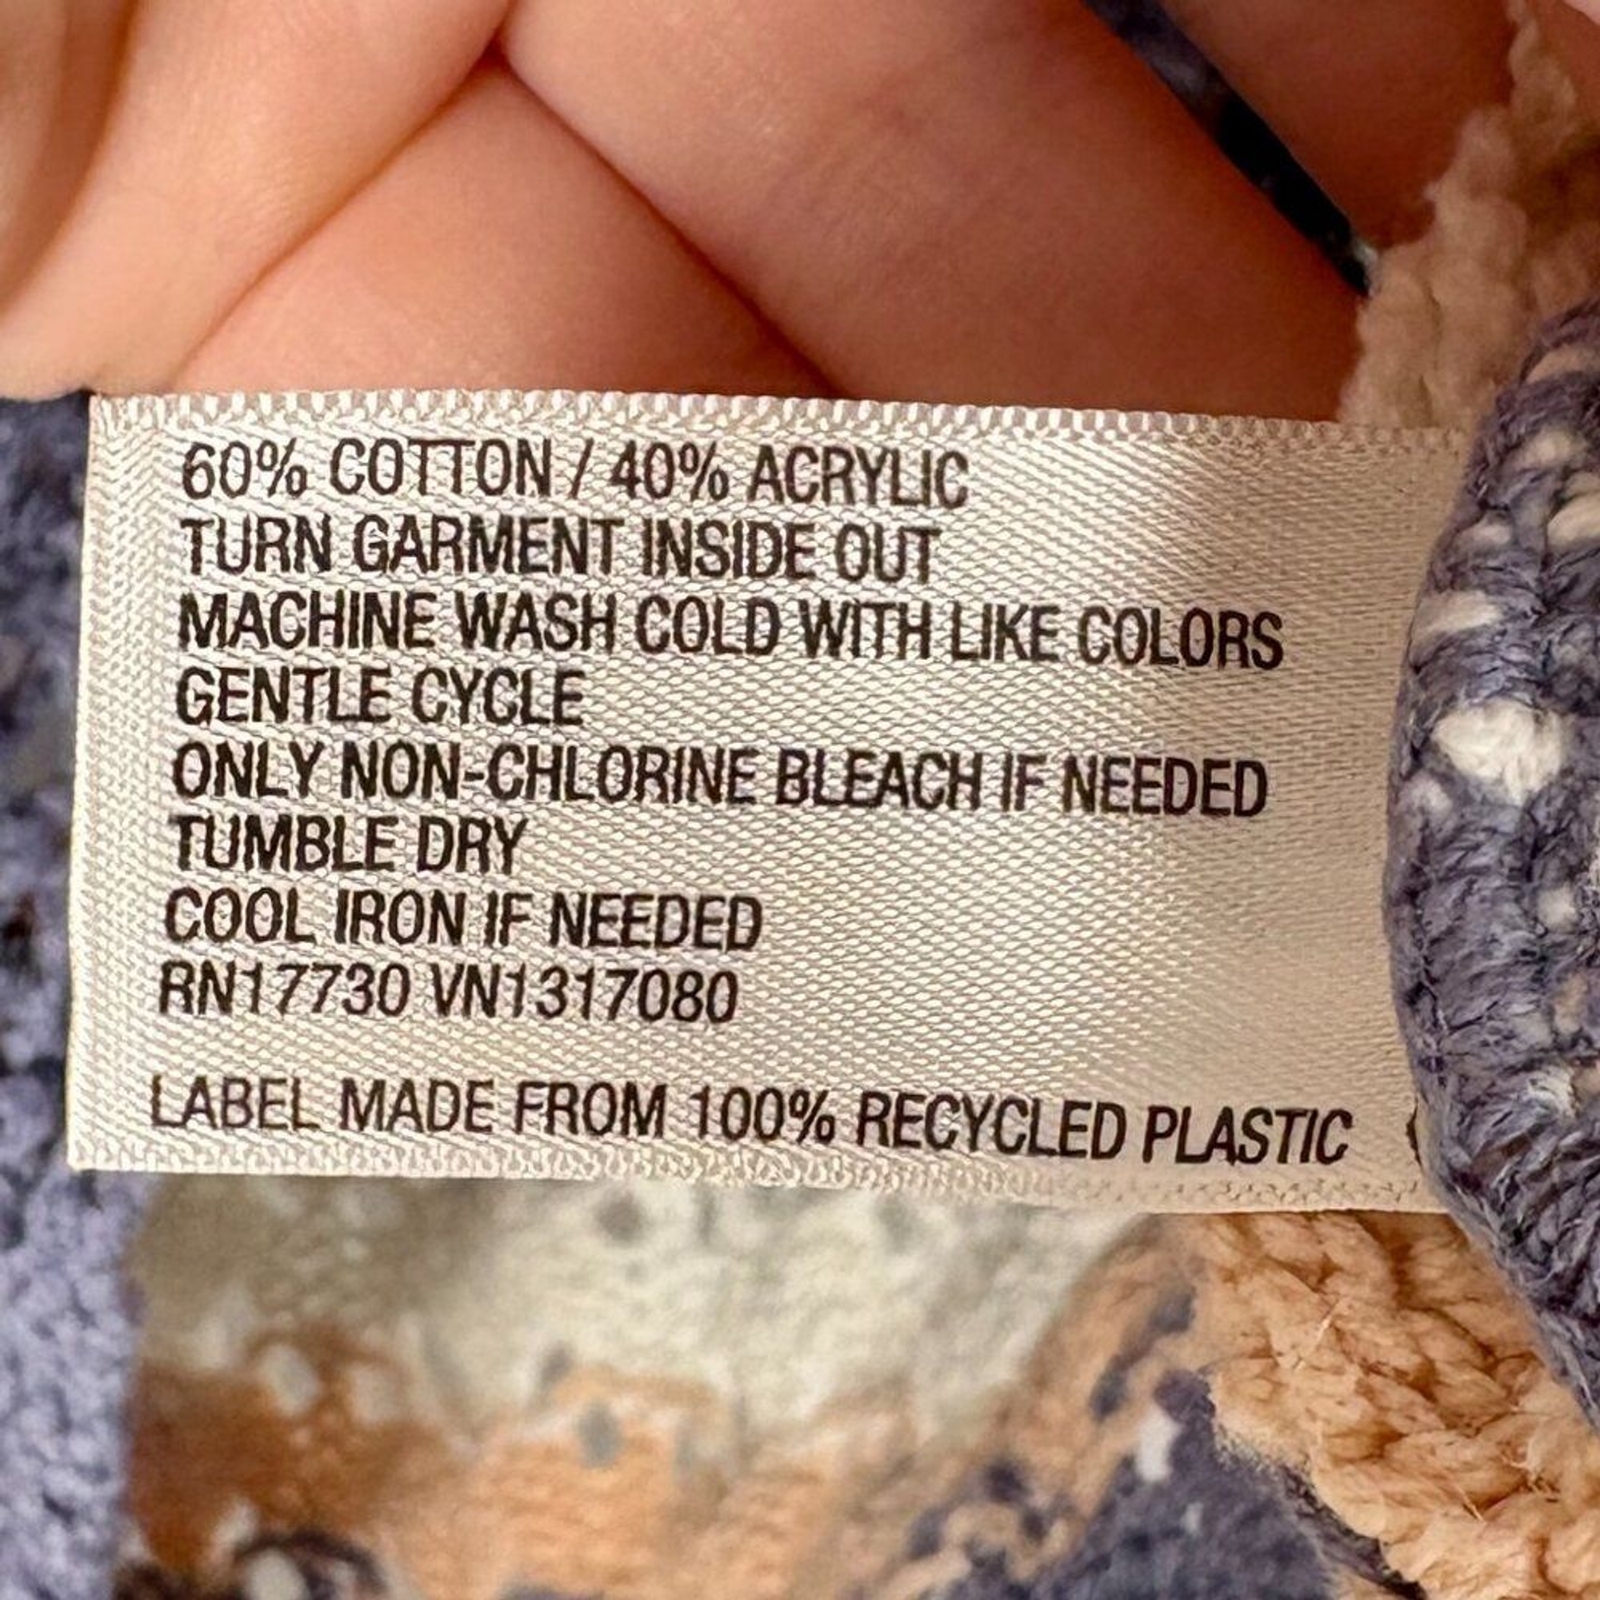 60% COTTON / 40% ACRYLIC
TURN GARMENT INSIDE OUT
MACHINE WASH COLD WITH LIKE COLORS
GENTLE CYCLE
ONLY NON-CHLORINE BLEACH IF NEEDED
TUMBLE DRY
COOL IRON IF NEEDED
RN17730 VN1317080
LABEL MADE FROM 100% RECYCLED PLASTIC